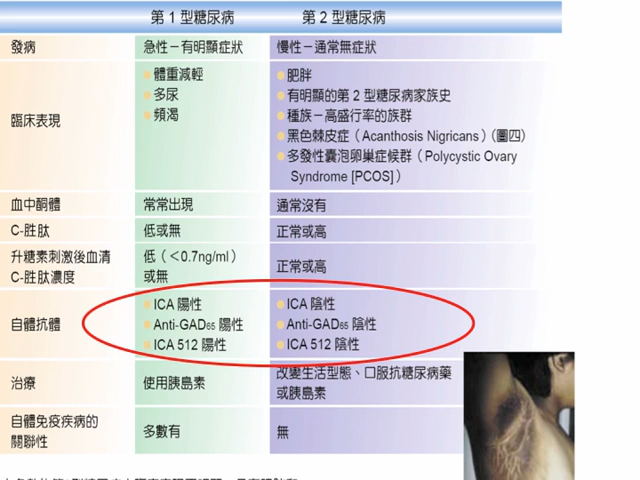 第 1 型糖尿病 第 2 型糖尿病
發病 急性－有明顯症狀 慢性－通常無症狀
臨床表現
體重減輕
多尿
頻渴
肥胖
有明顯的第 2 型糖尿病家族史
種族－高盛行率的族群
黑色棘皮症（Acanthosis Nigricans）（圖四）
多發性囊泡卵巢症候群（Polycystic Ovary
Syndrome [PCOS]）
血中酮體 常常出現 通常沒有
C-胜肽 低或無 正常或高
升糖素刺激後血清
C-胜肽濃度
低（＜0.7ng/ml）
或無
正常或高
自體抗體
ICA 陽性
Anti-GAD65 陽性
ICA 512 陽性
ICA 陰性
Anti-GAD65 陰性
ICA 512 陰性
治療 使用胰島素
改變生活型態、口服抗糖尿病藥
或胰島素
自體免疫疾病的
關聯性
多數有 無